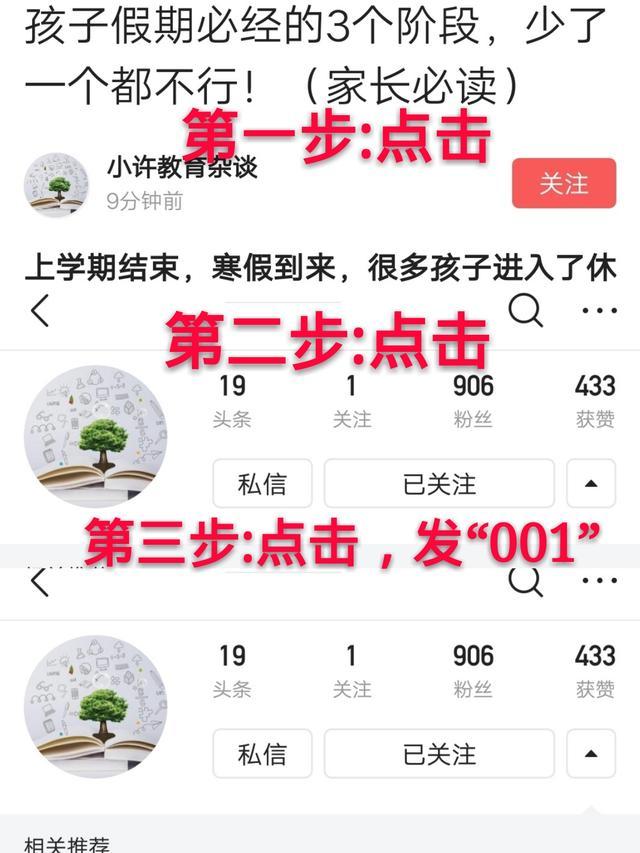 孩子假期必经的3个阶段，少了
一个都不行！（家长必读）
第一步:点击
小许教育杂谈
9分钟前
关注
上学期结束，寒假到来，很多孩子进入了休
第二步:点击
19 1 906 433
头条 关注 粉丝 获赞
私信 已关注
第三步:点击，发“001”
19 1 906 433
头条 关注 粉丝 获赞
私信 已关注
相关推荐